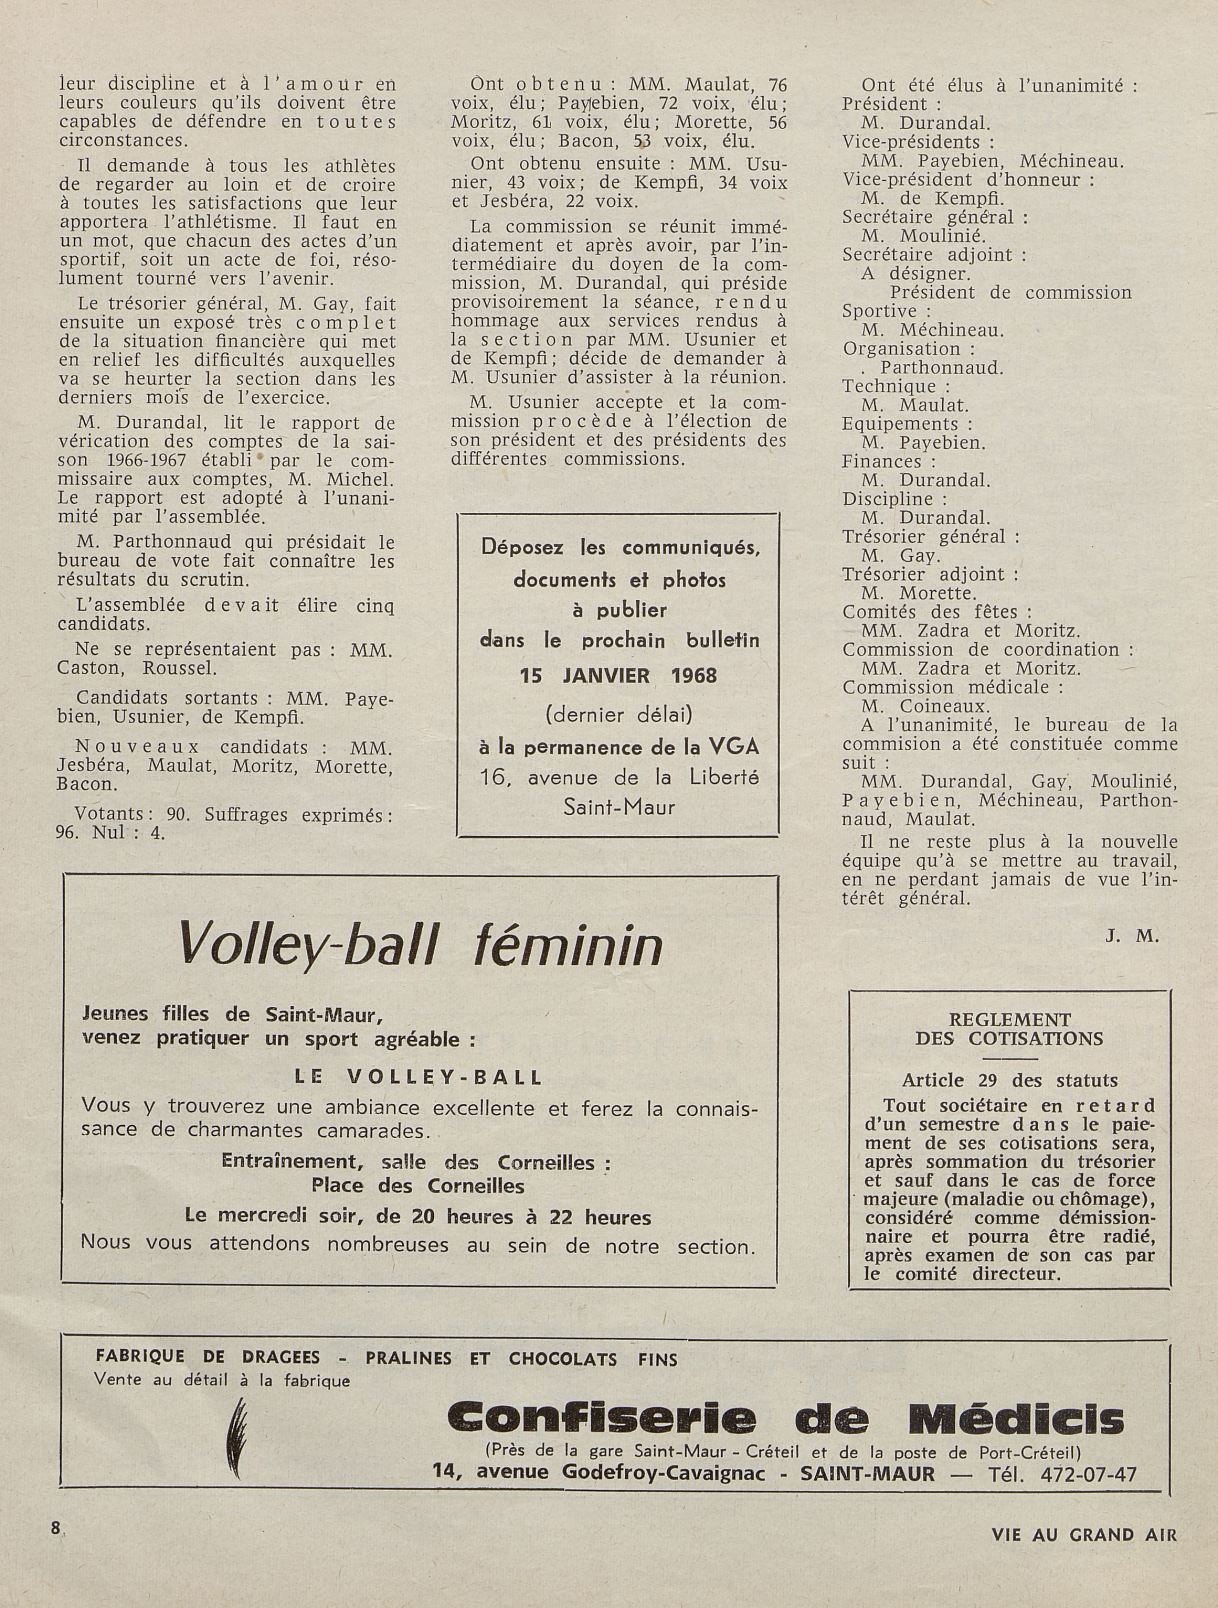 leur discipline et à l'amour en
leurs couleurs qu'ils doivent être
capables de défendre en toutes
circonstances.
Il demande à tous les athlètes
de regarder au loin et de croire
à toutes les satisfactions que leur
apportera l'athlétisme. Il faut en
un mot, que chacun des actes d'un
sportif, soit un acte de foi, réso-
lument tourné vers l'avenir.
Le trésorier général, M. Gay, fait
ensuite un exposé très complet
de la situation financière qui met
en relief les difficultés auxquelles
va se heurter la section dans les
derniers mois de l'exercice.
M. Durandal, lit le rapport de
vérication des comptes de la sai-
son 1966-1967 établi par le com-
missaire aux comptes, M. Michel.
Le rapport est adopté à l'unani-
mité par l'assemblée.
M. Parthonnaud qui présidait le
bureau de vote fait connaître les
résultats du scrutin.
L'assemblée devait élire cinq
candidats.
Ne se représentaient pas : MM.
Caston, Roussel.
Candidats sortants : MM. Paye-
bien, Usunier, de Kempfi.
Nouveaux candidats : MM.
Jesbéra, Maulat, Moritz, Morette,
Bacon.
Votants : 90. Suffrages exprimés :
96. Nul : 4.
Ont obtenu : MM. Maulat, 76
voix, élu ; Payebien, 72 voix, élu ;
Moritz, 61 voix, élu ; Morette, 56
voix, élu ; Bacon, 53 voix, élu.
Ont obtenu ensuite : MM. Usu-
nier, 43 voix ; de Kempfi, 34 voix
et Jesbéra, 22 voix.
La commission se réunit immé-
diatement et après avoir, par l'in-
termédiaire du doyen de la com-
mission, M. Durandal, qui préside
provisoirement la séance, rendu
hommage aux services rendus à
la section par MM. Usunier et
de Kempfi ; décide de demander à
M. Usunier d'assister à la réunion.
M. Usunier accepte et la com-
mission procède à l'élection de
son président et des présidents des
différentes commissions.
Déposez les communiqués,
documents et photos
à publier
dans le prochain bulletin
15 JANVIER 1968
(dernier délai)
à la permanence de la VGA
16, avenue de la Liberté
Saint-Maur
Ont été élus à l'unanimité :
Président :
M. Durandal.
Vice-présidents :
MM. Payebien, Méchineau.
Vice-président d'honneur :
M. de Kempfi.
Secrétaire général :
M. Moulinié.
Secrétaire adjoint :
A désigner.
Président de commission
Sportive :
M. Méchineau.
Organisation :
. Parthonnaud.
Technique :
M. Maulat.
Equipements :
M. Payebien.
Finances :
M. Durandal.
Discipline :
M. Durandal.
Trésorier général :
M. Gay.
Trésorier adjoint :
M. Morette.
Comités des fêtes :
MM. Zadra et Moritz.
Commission de coordination :
MM. Zadra et Moritz.
Commission médicale :
M. Coineaux.
A l'unanimité, le bureau de la
commision a été constituée comme
suit :
MM. Durandal, Gay, Moulinié,
Payebien, Méchineau, Parthon-
naud, Maulat.
Il ne reste plus à la nouvelle
équipe qu'à se mettre au travail,
en ne perdant jamais de vue l'in-
térêt général.
J. M.
Volley-ball féminin
Jeunes filles de Saint-Maur,
venez pratiquer un sport agréable :
LE VOLLEY-BALL
Vous y trouverez une ambiance excellente et ferez la connais-
sance de charmantes camarades.
Entraînement, salle des Corneilles :
Place des Corneilles
Le mercredi soir, de 20 heures à 22 heures
Nous vous attendons nombreuses au sein de notre section.
REGLEMENT
DES COTISATIONS
Article 29 des statuts
Tout sociétaire en retard
d'un semestre dans le paie-
ment de ses cotisations sera,
après sommation du trésorier
et sauf dans le cas de force
majeure (maladie ou chômage),
considéré comme démission-
naire et pourra être radié,
après examen de son cas par
le comité directeur.
FABRIQUE DE DRAGEES - PRALINES ET CHOCOLATS FINS
Vente au détail à la fabrique
Confiserie de Médicis
(Près de la gare Saint-Maur - Créteil et de la poste de Port-Créteil)
14, avenue Godefroy-Cavaignac - SAINT-MAUR — Tél. 472-07-47
8
VIE AU GRAND AIR